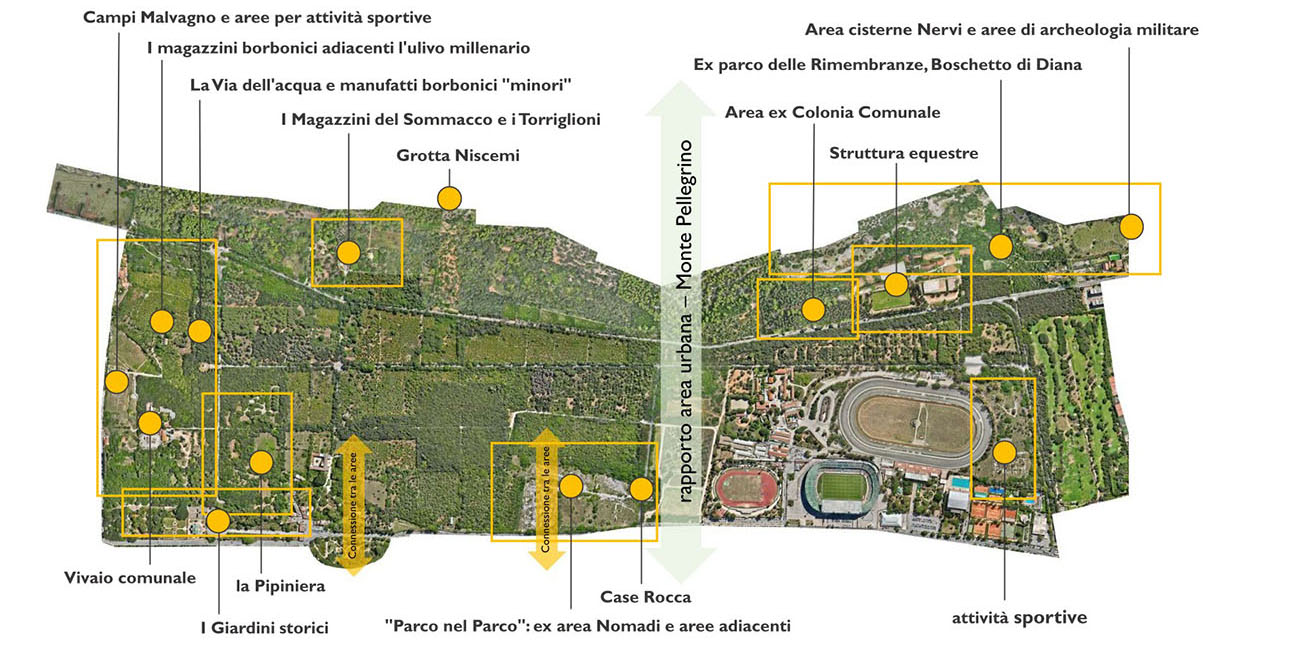 Campi Malvagno e aree per attività sportive
I magazzini borbonici adiacenti l'ulivo millenario
La Via dell'acqua e manufatti borbonici "minori"
I Magazzini del Sommacco e i Torriglioni
Grotta Niscemi
Area cisterne Nervi e aree di archeologia militare
Ex parco delle Rimembranze, Boschetto di Diana
Area ex Colonia Comunale
Struttura equestre
rapporto area urbana – Monte Pellegrino
Connessione tra le aree
Connessione tra le aree
Vivaio comunale
la Pipiniera
I Giardini storici
Case Rocca
"Parco nel Parco": ex area Nomadi e aree adiacenti
attività sportive